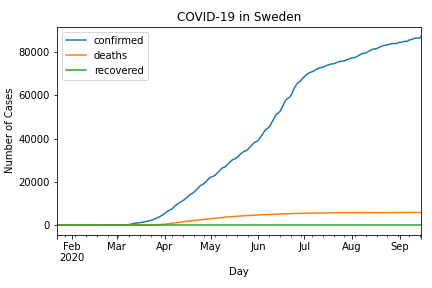 COVID-19 in Sweden
confirmed
deaths
recovered
Number of Cases
80000
60000
40000
20000
0
Feb Mar Apr May Jun Jul Aug Sep
2020
Day